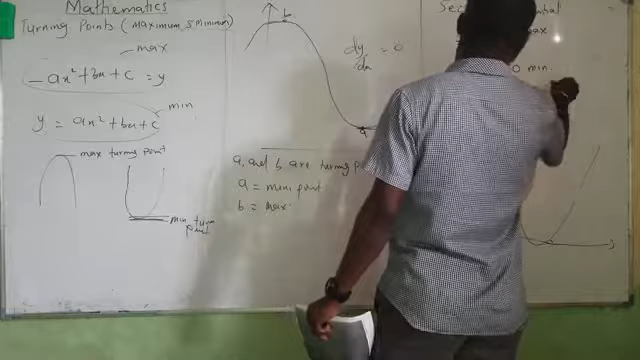 Mathematics
Turning Points (maximum & minimum)
max
-ax² + bx + c = y
min
y = ax² + bx + c
max turning point
min turn
point
b
dy/dx = 0
a
a, and b are turning
a = mini point
b = max
Sec
max
0 min.